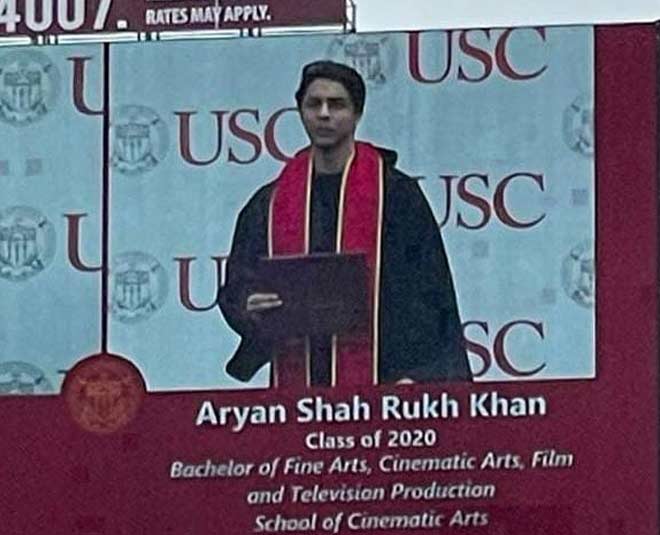 4007. RATES MAY APPLY.
U USC USC
U USC USC
USC
Aryan Shah Rukh Khan
Class of 2020
Bachelor of Fine Arts, Cinematic Arts, Film
and Television Production
School of Cinematic Arts